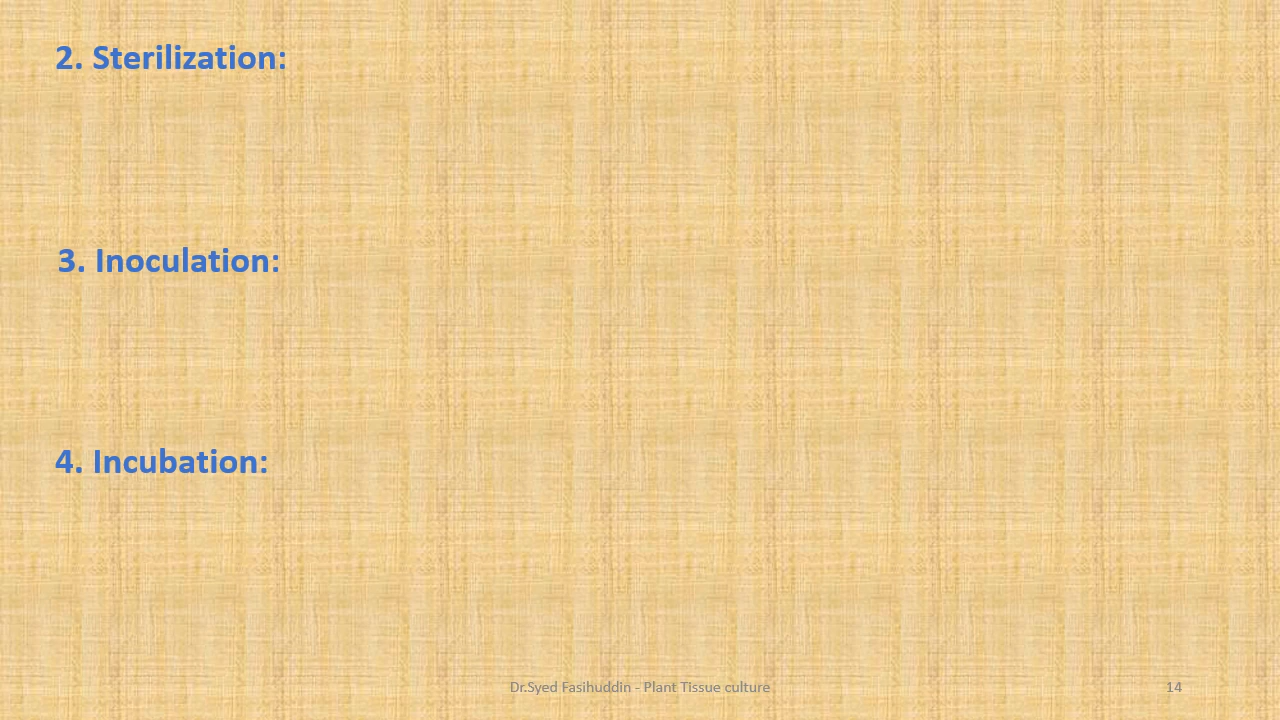 2. Sterilization:
3. Inoculation:
4. Incubation:
Dr.Syed Fasihuddin - Plant Tissue culture
14